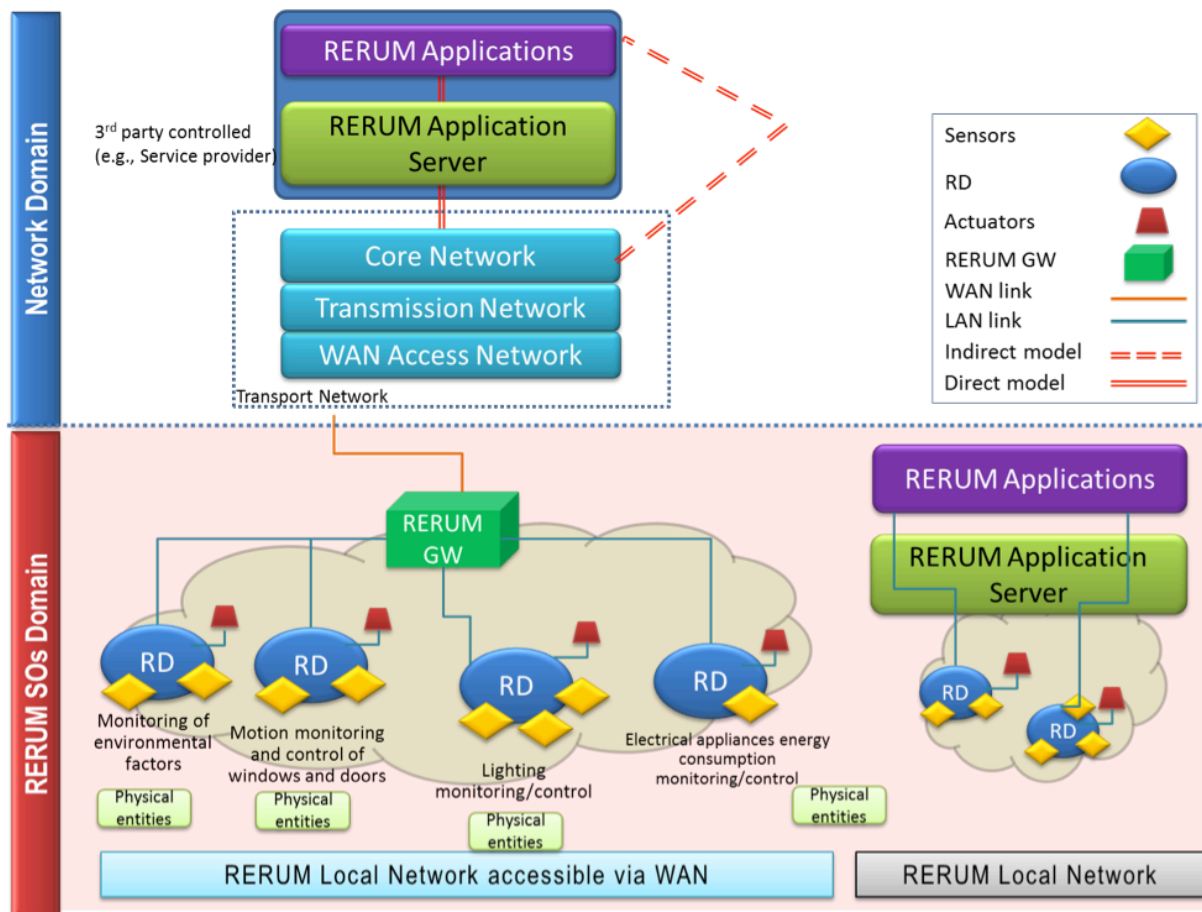 Network Domain
RERUM Applications
3rd party controlled
(e.g., Service provider)
RERUM Application
Server
Core Network
Transmission Network
WAN Access Network
Transport Network
Sensors
RD
Actuators
RERUM GW
WAN link
LAN link
Indirect model
Direct model
RERUM SOs Domain
RERUM
GW
RD
RD
RD
RD
Monitoring of
environmental
factors
Motion monitoring
and control of
windows and doors
Lighting
monitoring/control
Electrical appliances energy
consumption
monitoring/control
Physical
entities
Physical
entities
Physical
entities
Physical
entities
RERUM Local Network accessible via WAN
RERUM Applications
RERUM Application
Server
RD
RD
RERUM Local Network